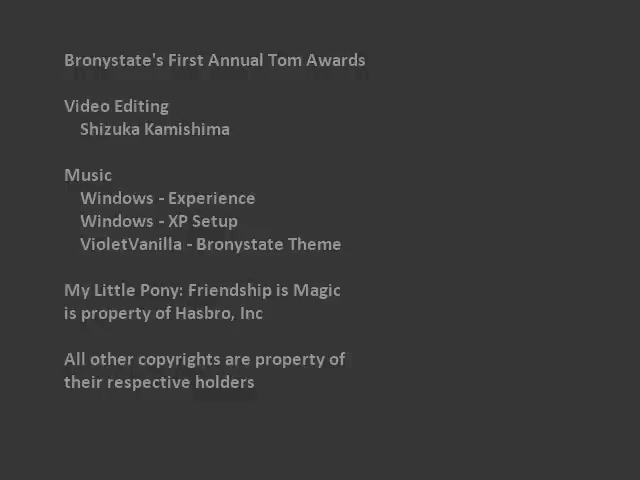 Bronystate's First Annual Tom Awards
Video Editing
Shizuka Kamishima
Music
Windows - Experience
Windows - XP Setup
VioletVanilla - Bronystate Theme
My Little Pony: Friendship is Magic
is property of Hasbro, Inc
All other copyrights are property of
their respective holders